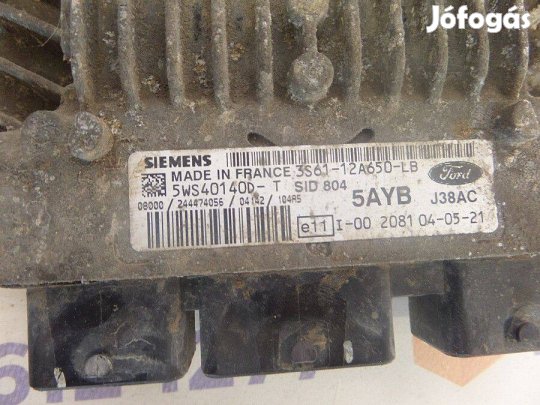 Jófogás
SIEMENS
MADE IN FRANCE 3S61-12A650-LB
5WS40140D-T SID 804
Ford
5AYB J38AC
08000/244474056 /04142 /104R5
e11 I-00 2081 04-05-21